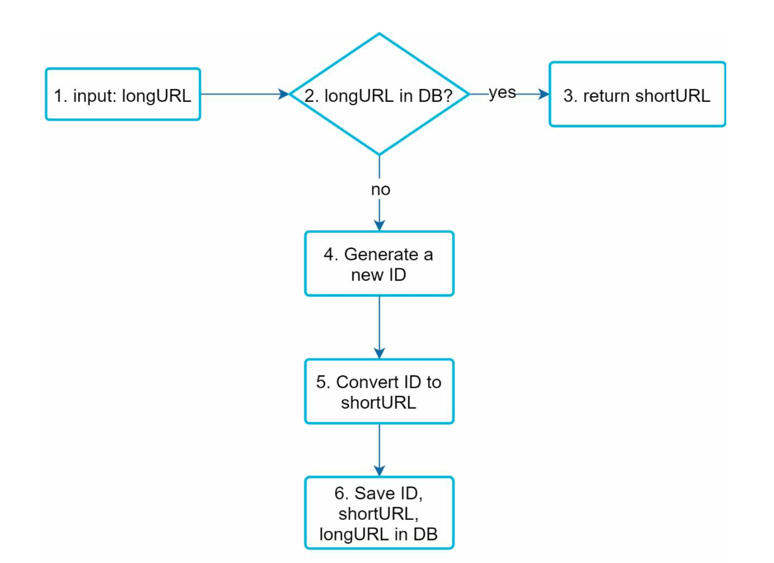 1. input: longURL
2. longURL in DB?
yes
3. return shortURL
no
4. Generate a
new ID
5. Convert ID to
shortURL
6. Save ID,
shortURL,
longURL in DB